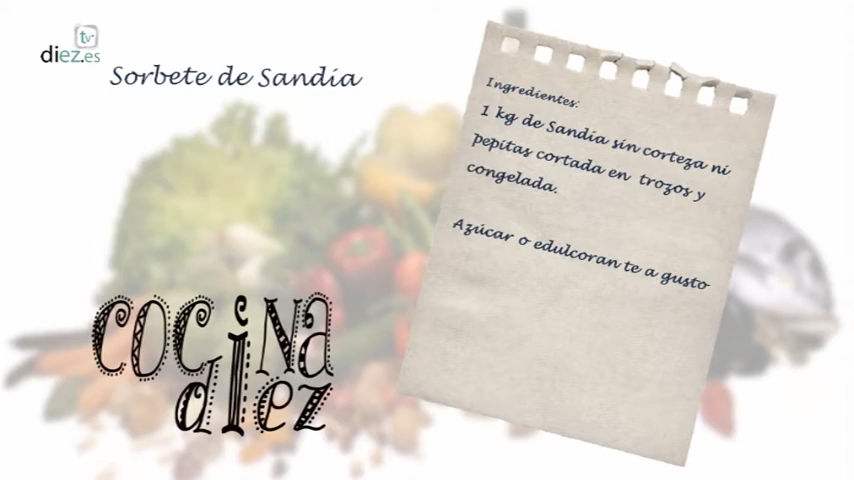 tv
diez.es
Sorbete de Sandía
Ingredientes:
1 kg de Sandía sin corteza ni
pepitas cortada en trozos y
congelada.
Azúcar o edulcoran te a gusto
COCINA
diez